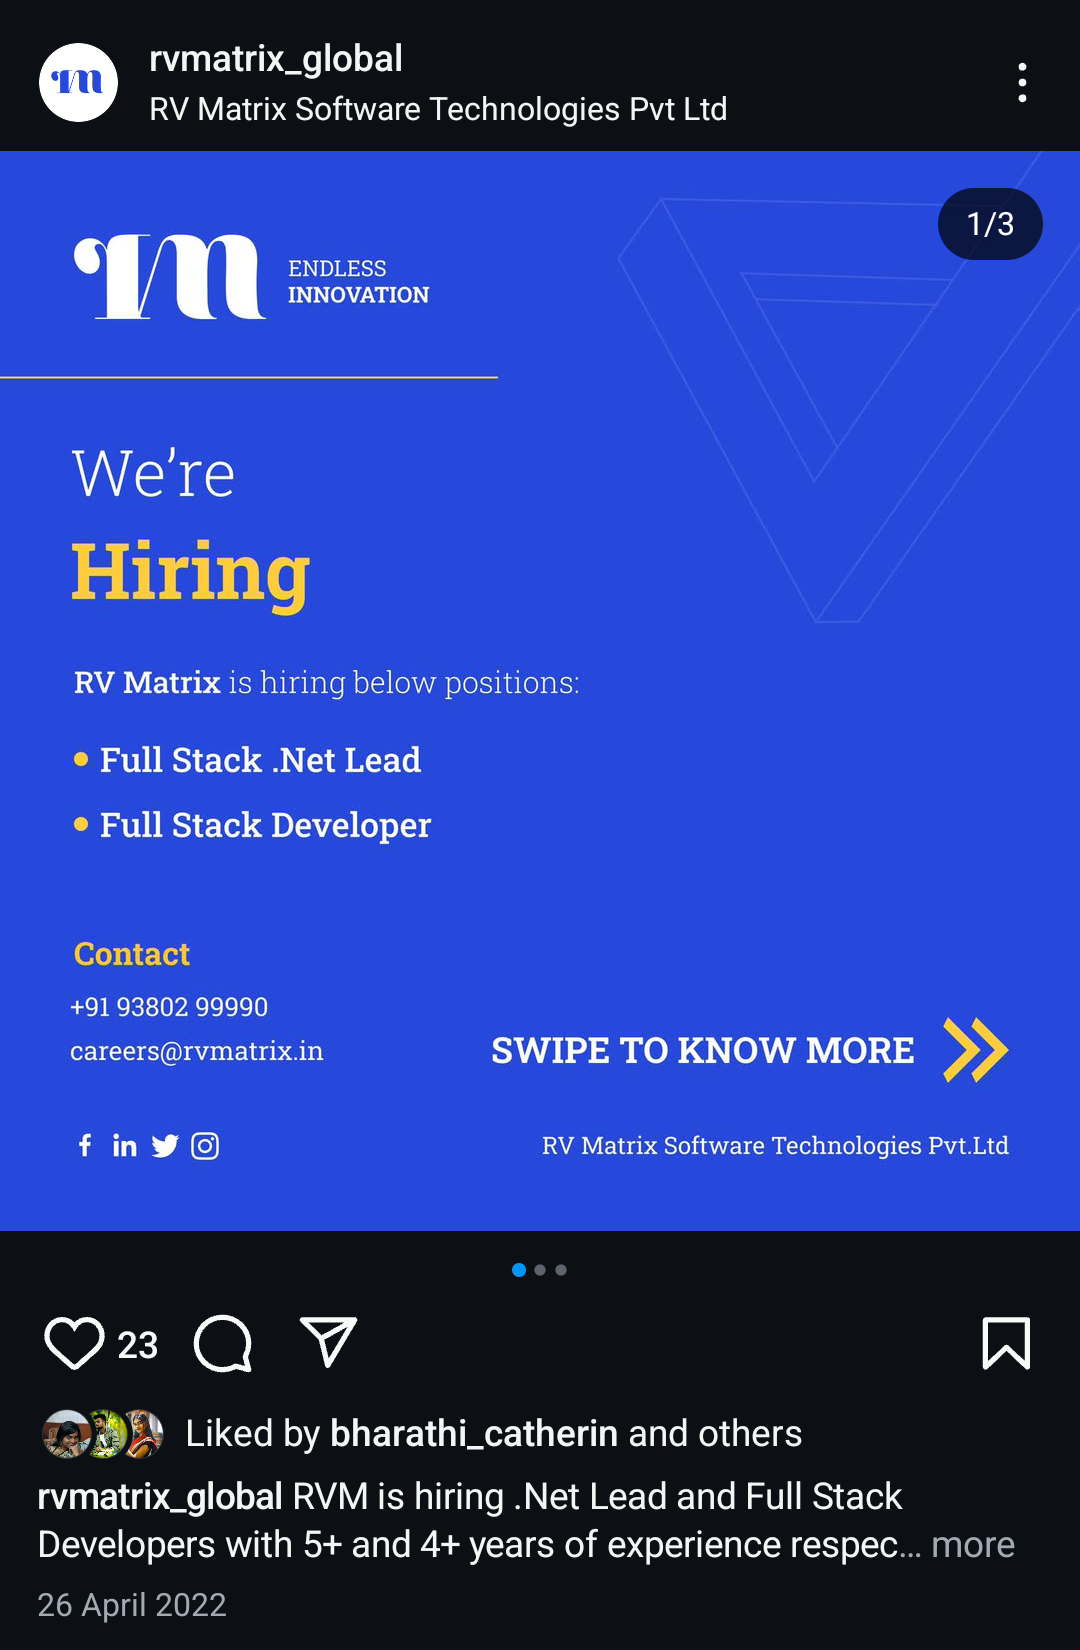 rvmatrix_global
RV Matrix Software Technologies Pvt Ltd
1/3
ENDLESS
INNOVATION
We're
Hiring
RV Matrix is hiring below positions:
• Full Stack .Net Lead
• Full Stack Developer
Contact
+91 93802 99990
careers@rvmatrix.in
SWIPE TO KNOW MORE
RV Matrix Software Technologies Pvt.Ltd
23
Liked by bharathi_catherin and others
rvmatrix_global RVM is hiring .Net Lead and Full Stack
Developers with 5+ and 4+ years of experience respec... more
26 April 2022